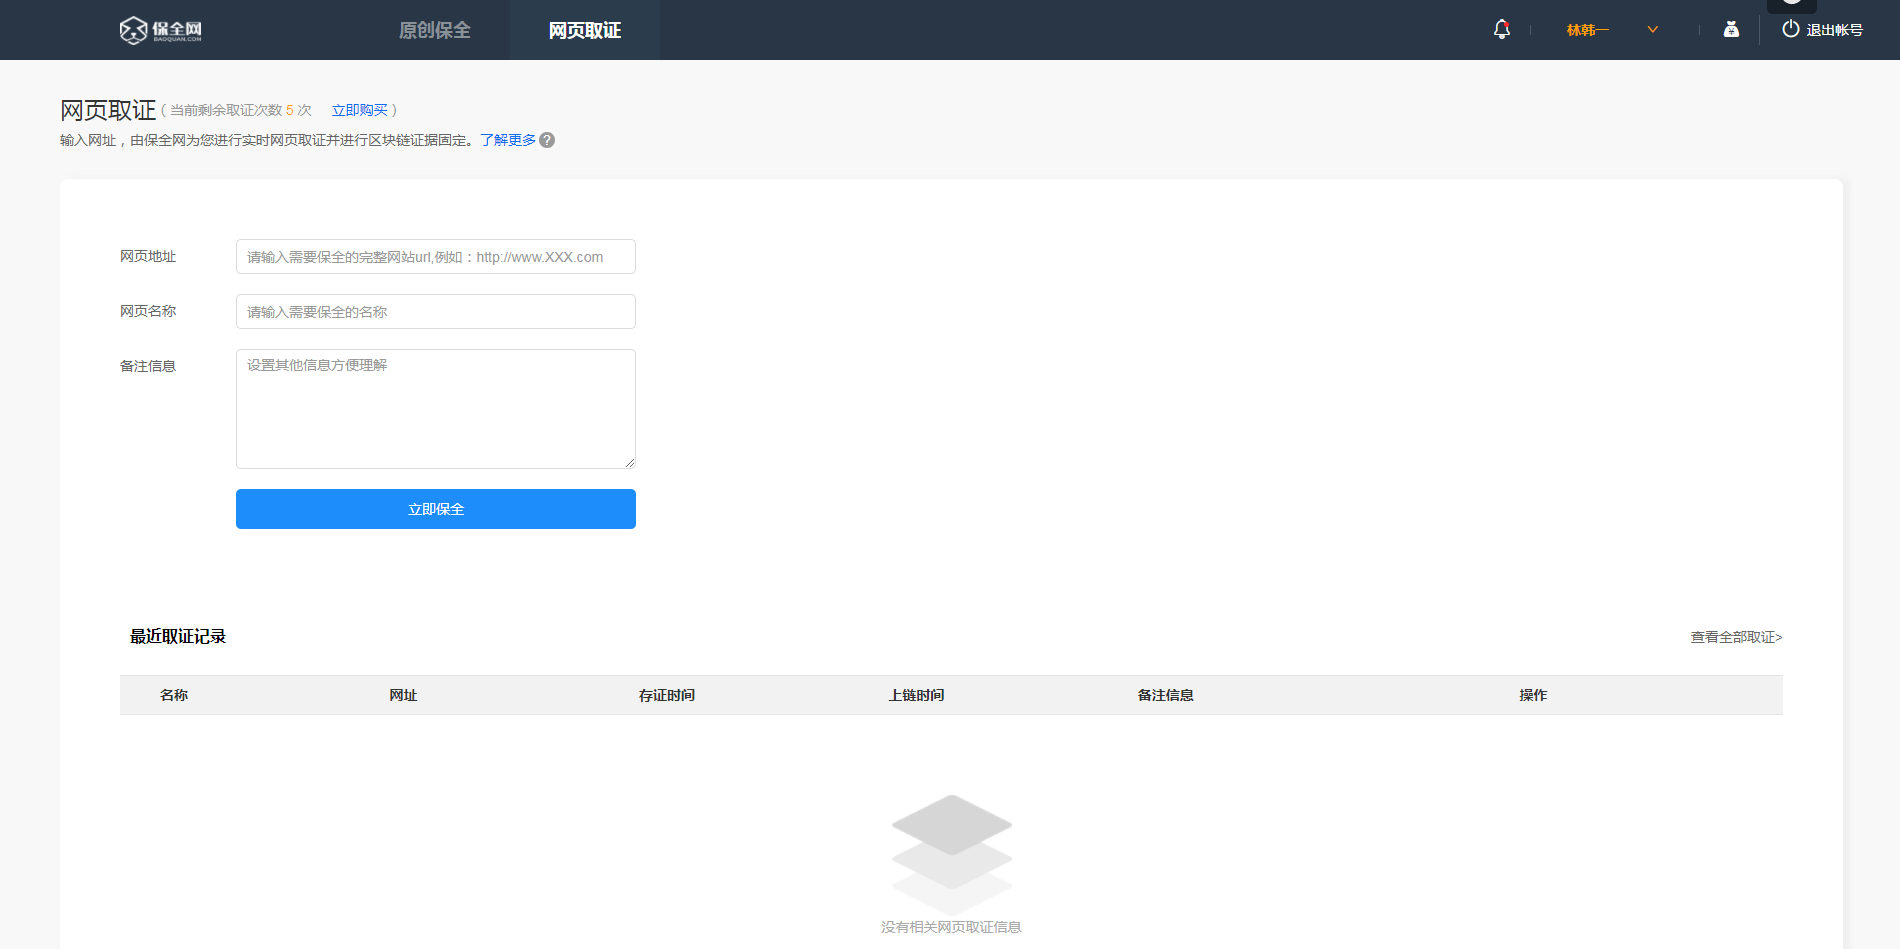 保全网
BAOQUAN.COM
原创保全
网页取证
林韩一
退出帐号
网页取证 ( 当前剩余取证次数 5 次 立即购买 )
输入网址，由保全网为您进行实时网页取证并进行区块链证据固定。了解更多 ?
网页地址
请输入需要保全的完整网站url,例如：http://www.XXX.com
网页名称
请输入需要保全的名称
备注信息
设置其他信息方便理解
立即保全
最近取证记录
查看全部取证>
名称 网址 存证时间 上链时间 备注信息 操作
没有相关网页取证信息